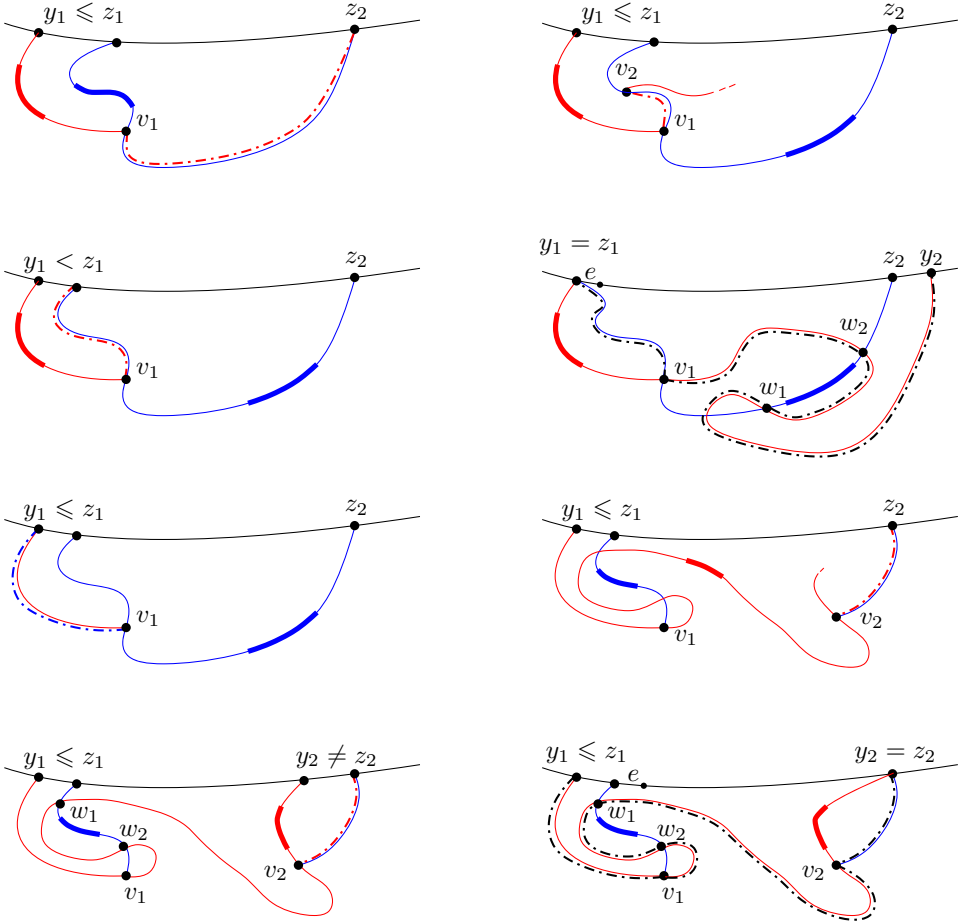 y₁ ⩽ z₁ z₂
v₁
y₁ ⩽ z₁ z₂
v₂
v₁
y₁ < z₁ z₂
v₁
y₁ = z₁ e z₂ y₂
w₂
v₁ w₁
y₁ ⩽ z₁ z₂
v₁
y₁ ⩽ z₁ z₂
v₁ v₂
y₁ ⩽ z₁ y₂ ≠ z₂
w₁
w₂
v₂
v₁
y₁ ⩽ z₁ e y₂ = z₂
w₁
w₂
v₂
v₁